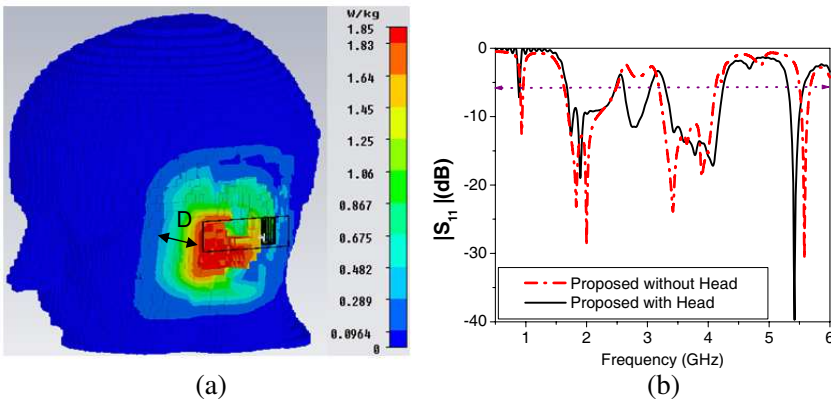 W/kg
1.85
1.83
1.64
1.45
1.25
1.06
0.867
0.675
0.482
0.289
0.0964
0
D
(a)
0
-10
-20
-30
-40
|S11|(dB)
Proposed without Head
Proposed with Head
1 2 3 4 5 6
Frequency (GHz)
(b)